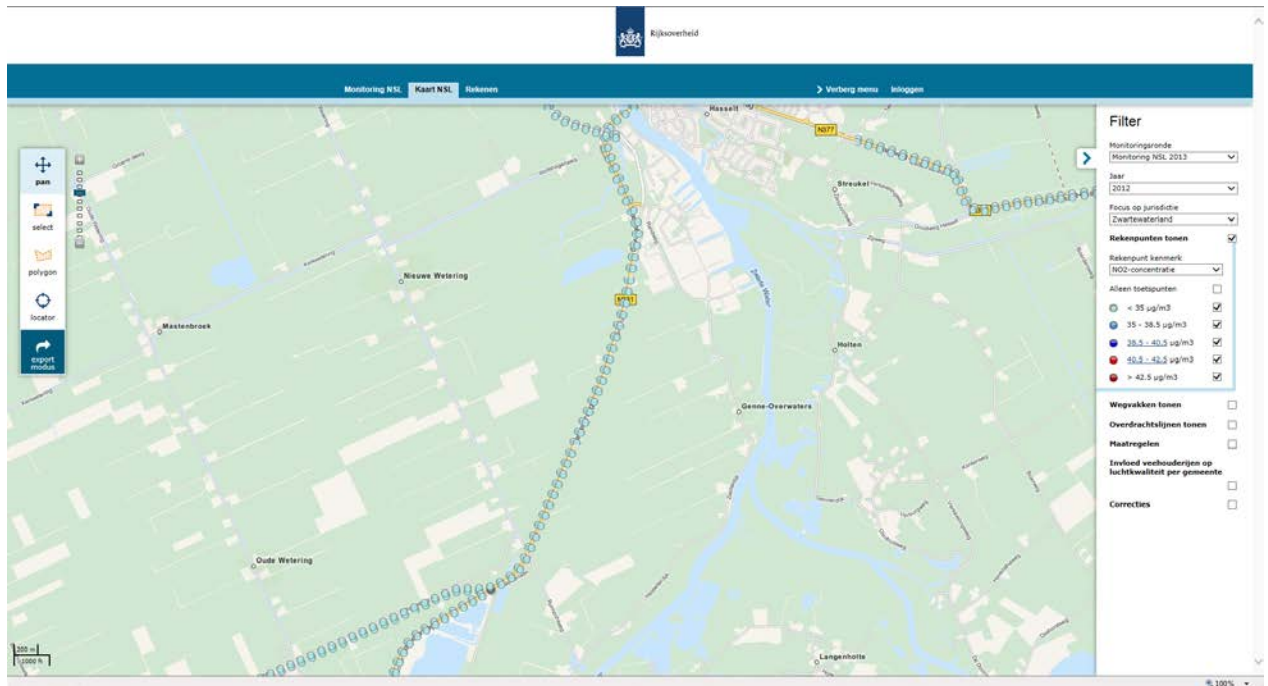 Rijksoverheid
Monitoring NSL Kaart NSL Rekenen
Verberg menu Inloggen
pan
select
polygon
locator
export
modus
Hasselt
N377
Streukel
Nieuwe Wetering
Mastenbroek
Zwarte Water
Holten
Genne-Overwaters
Oude Wetering
Langenholte
200 m
1000 ft
Filter
Monitoringsronde
Monitoring NSL 2013
Jaar
2012
Focus op jurisdictie
Zwartewaterland
Rekenpunten tonen
Rekenpunt kenmerk
NO2-concentratie
Alleen toetspunten
< 35 µg/m3
35 - 38.5 µg/m3
38.5 - 40.5 µg/m3
40.5 - 42.5 µg/m3
> 42.5 µg/m3
Wegvakken tonen
Overdrachtslijnen tonen
Maatregelen
Invloed veehouderijen op
luchtkwaliteit per gemeente
Correcties
100%